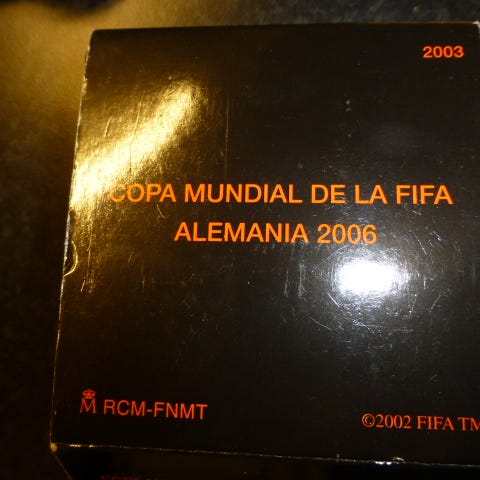 2003
COPA MUNDIAL DE LA FIFA
ALEMANIA 2006
M RCM-FNMT
©2002 FIFA TM